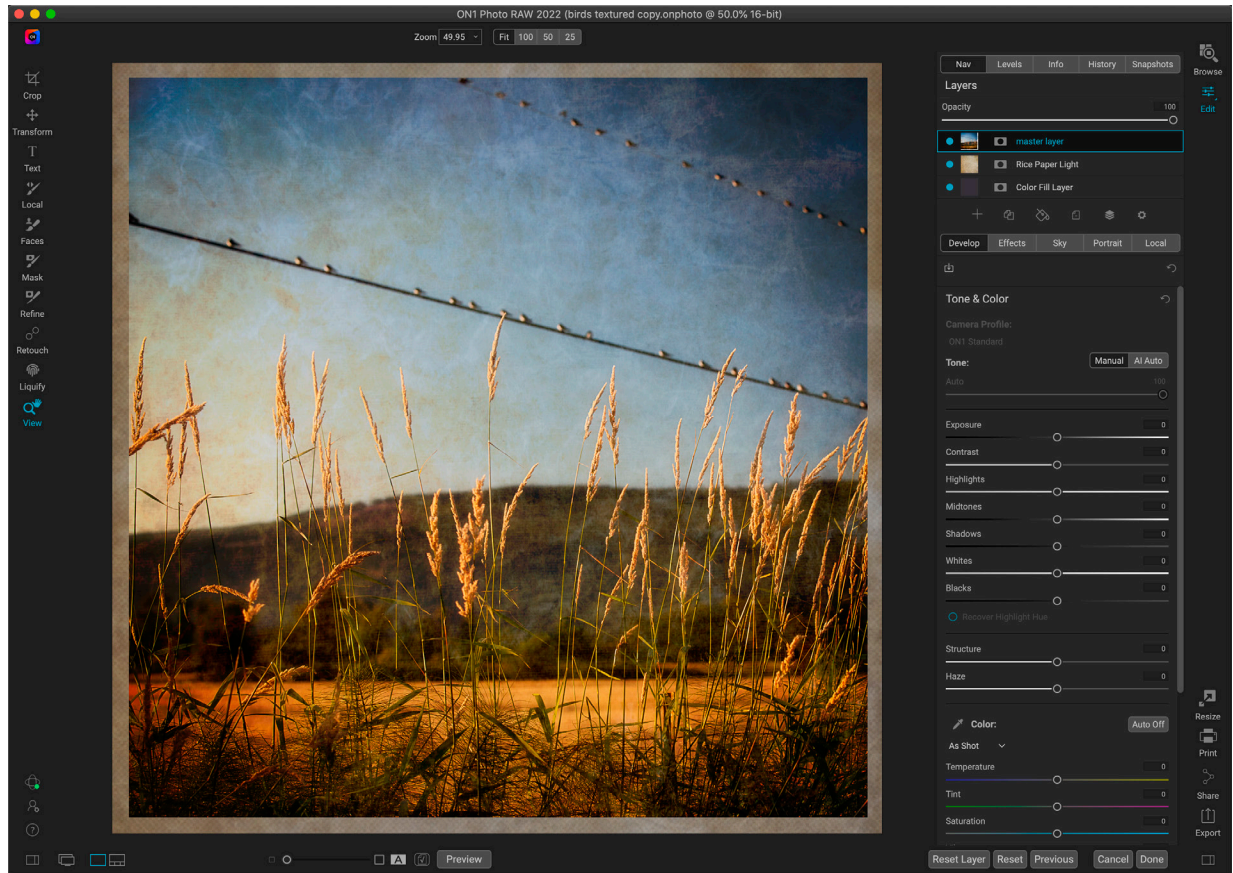 ON1 Photo RAW 2022 (birds textured copy.onphoto @ 50.0% 16-bit)
ON
Zoom 49.95 Fit 100 50 25
Crop
Transform
T
Text
Local
Faces
Mask
Refine
Retouch
Liquify
View
?
A Preview
Nav Levels Info History Snapshots
Layers
Opacity 100
master layer
Rice Paper Light
Color Fill Layer
Develop Effects Sky Portrait Local
Tone & Color
Camera Profile:
ON1 Standard
Tone: Manual AI Auto
Auto 100
Exposure 0
Contrast 0
Highlights 0
Midtones 0
Shadows 0
Whites 0
Blacks 0
Recover Highlight Hue
Structure 0
Haze 0
Color: Auto Off
As Shot
Temperature 0
Tint 0
Saturation 0
Reset Layer Reset Previous Cancel Done
Browse
Edit
Resize
Print
Share
Export